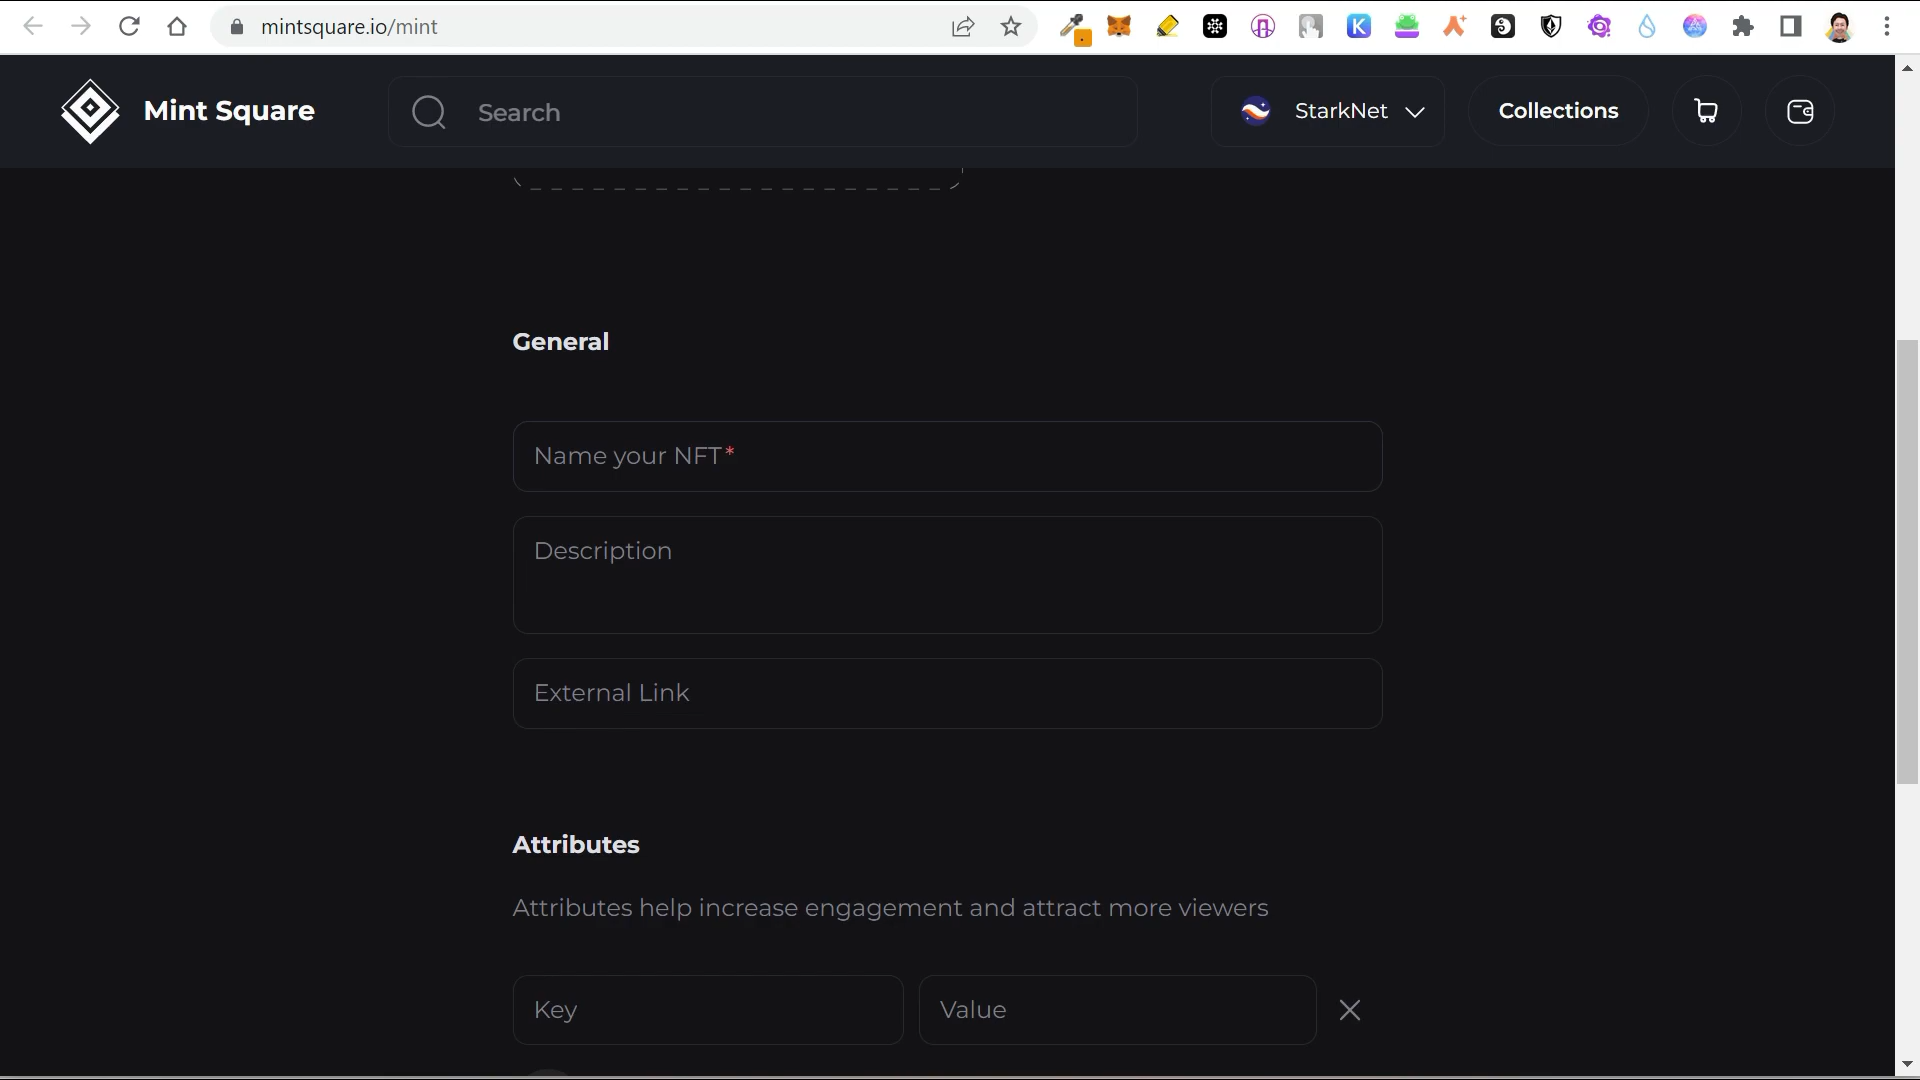 mintsquare.io/mint
Mint Square
Search
StarkNet
Collections
General
Name your NFT*
Description
External Link
Attributes
Attributes help increase engagement and attract more viewers
Key
Value